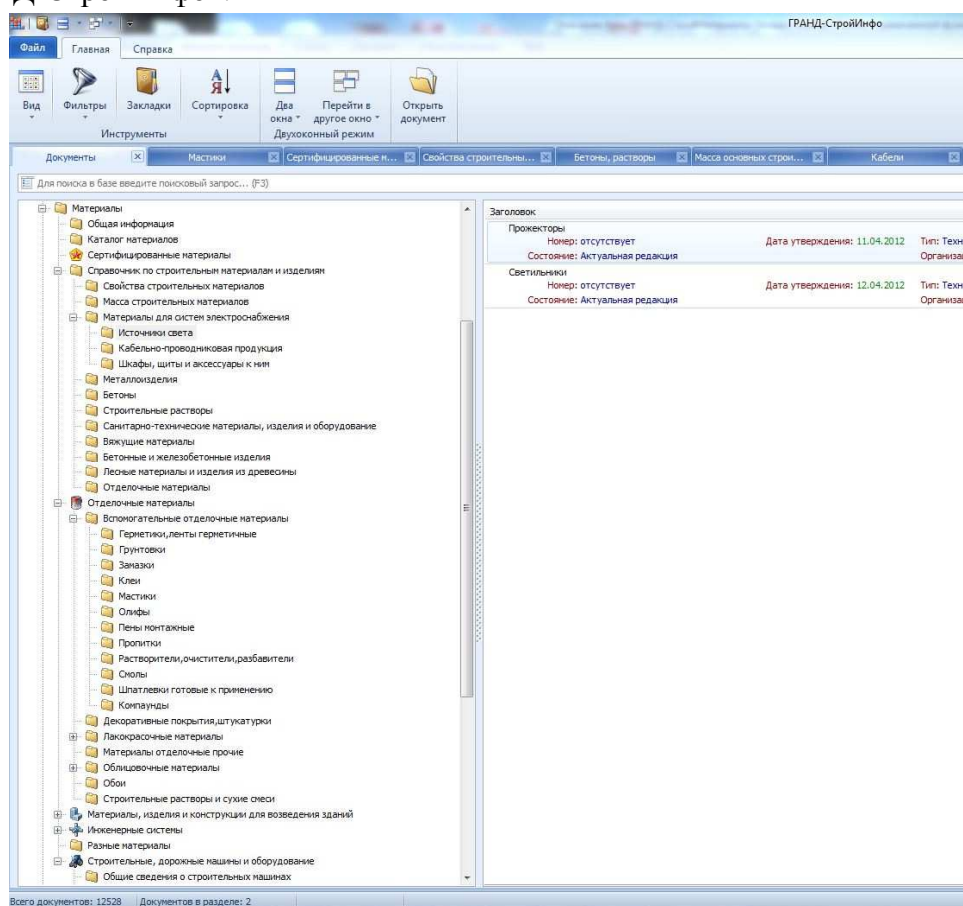 ГРАНД-СтройИнфо
Файл Главная Справка
Вид Фильтры Закладки Сортировка Два окна Перейти в другое окно Открыть документ
Инструменты Двухоконный режим
Документы Мастики Сертифицированные н... Свойства строительны... Бетоны, растворы Масса основных строи... Кабели
Для поиска в базе введите поисковый запрос... (F3)
Материалы
Общая информация
Каталог материалов
Сертифицированные материалы
Справочник по строительным материалам и изделиям
Свойства строительных материалов
Масса строительных материалов
Материалы для систем электроснабжения
Источники света
Кабельно-проводниковая продукция
Шкафы, щиты и аксессуары к ним
Металлоизделия
Бетоны
Строительные растворы
Санитарно-технические материалы, изделия и оборудование
Вяжущие материалы
Бетонные и железобетонные изделия
Лесные материалы и изделия из древесины
Отделочные материалы
Отделочные материалы
Вспомогательные отделочные материалы
Герметики,ленты герметичные
Грунтовки
Замазки
Клеи
Мастики
Олифы
Пены монтажные
Пропитки
Растворители,очистители,разбавители
Смолы
Шпатлевки готовые к применению
Компаунды
Декоративные покрытия,штукатурки
Лакокрасочные материалы
Материалы отделочные прочие
Облицовочные материалы
Обои
Строительные растворы и сухие смеси
Материалы, изделия и конструкции для возведения зданий
Инженерные системы
Разные материалы
Строительные, дорожные машины и оборудование
Общие сведения о строительных машинах
Заголовок
Прожекторы
Номер: отсутствует Дата утверждения: 11.04.2012 Тип: Техн
Состояние: Актуальная редакция Организа
Светильники
Номер: отсутствует Дата утверждения: 12.04.2012 Тип: Техн
Состояние: Актуальная редакция Организа
Всего документов: 12528 Документов в разделе: 2